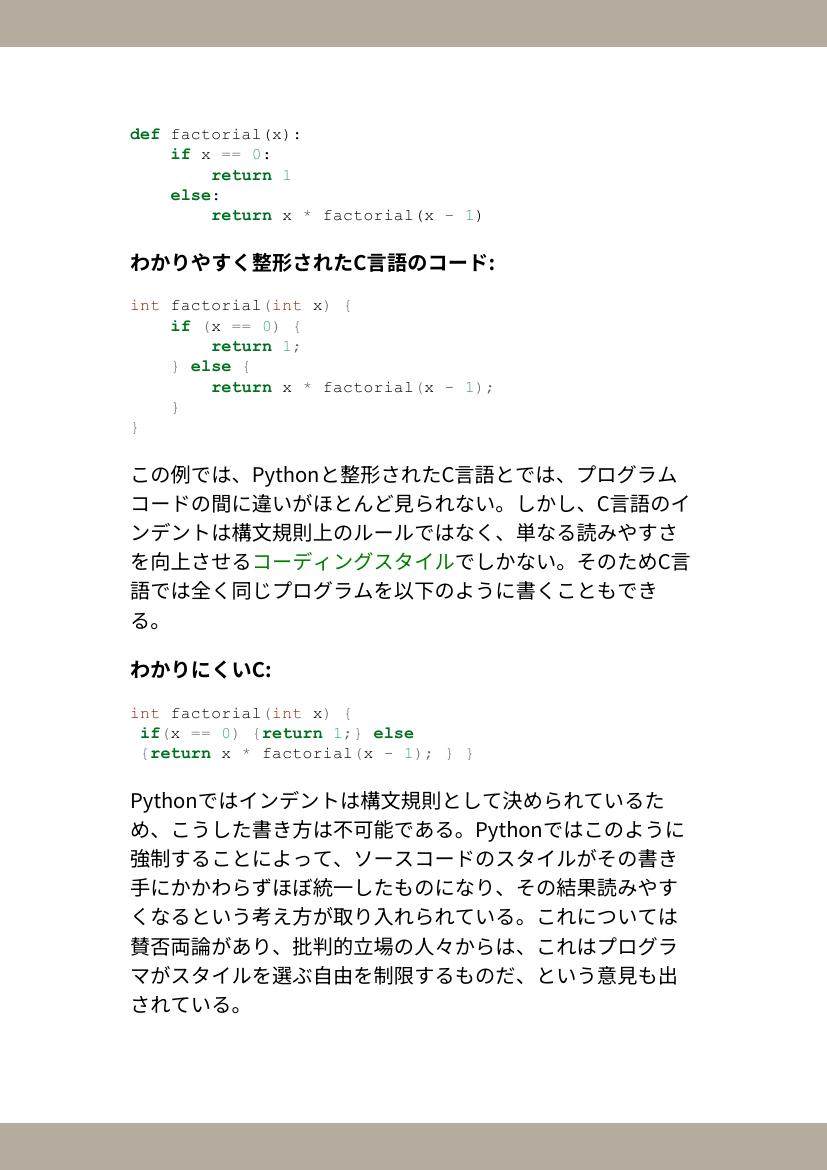 def factorial(x):
    if x == 0:
        return 1
    else:
        return x * factorial(x - 1)
わかりやすく整形されたC言語のコード:
int factorial(int x) {
    if (x == 0) {
        return 1;
    } else {
        return x * factorial(x - 1);
    }
}
この例では、Pythonと整形されたC言語とでは、プログラム
コードの間に違いがほとんど見られない。しかし、C言語のイ
ンデントは構文規則上のルールではなく、単なる読みやすさ
を向上させるコーディングスタイルでしかない。そのためC言
語では全く同じプログラムを以下のように書くこともでき
る。
わかりにくいC:
int factorial(int x) {
 if(x == 0) {return 1;} else
 {return x * factorial(x - 1); } }
Pythonではインデントは構文規則として決められているた
め、こうした書き方は不可能である。Pythonではこのように
強制することによって、ソースコードのスタイルがその書き
手にかかわらずほぼ統一したものになり、その結果読みやす
くなるという考え方が取り入れられている。これについては
賛否両論があり、批判的立場の人々からは、これはプログラ
マがスタイルを選ぶ自由を制限するものだ、という意見も出
されている。